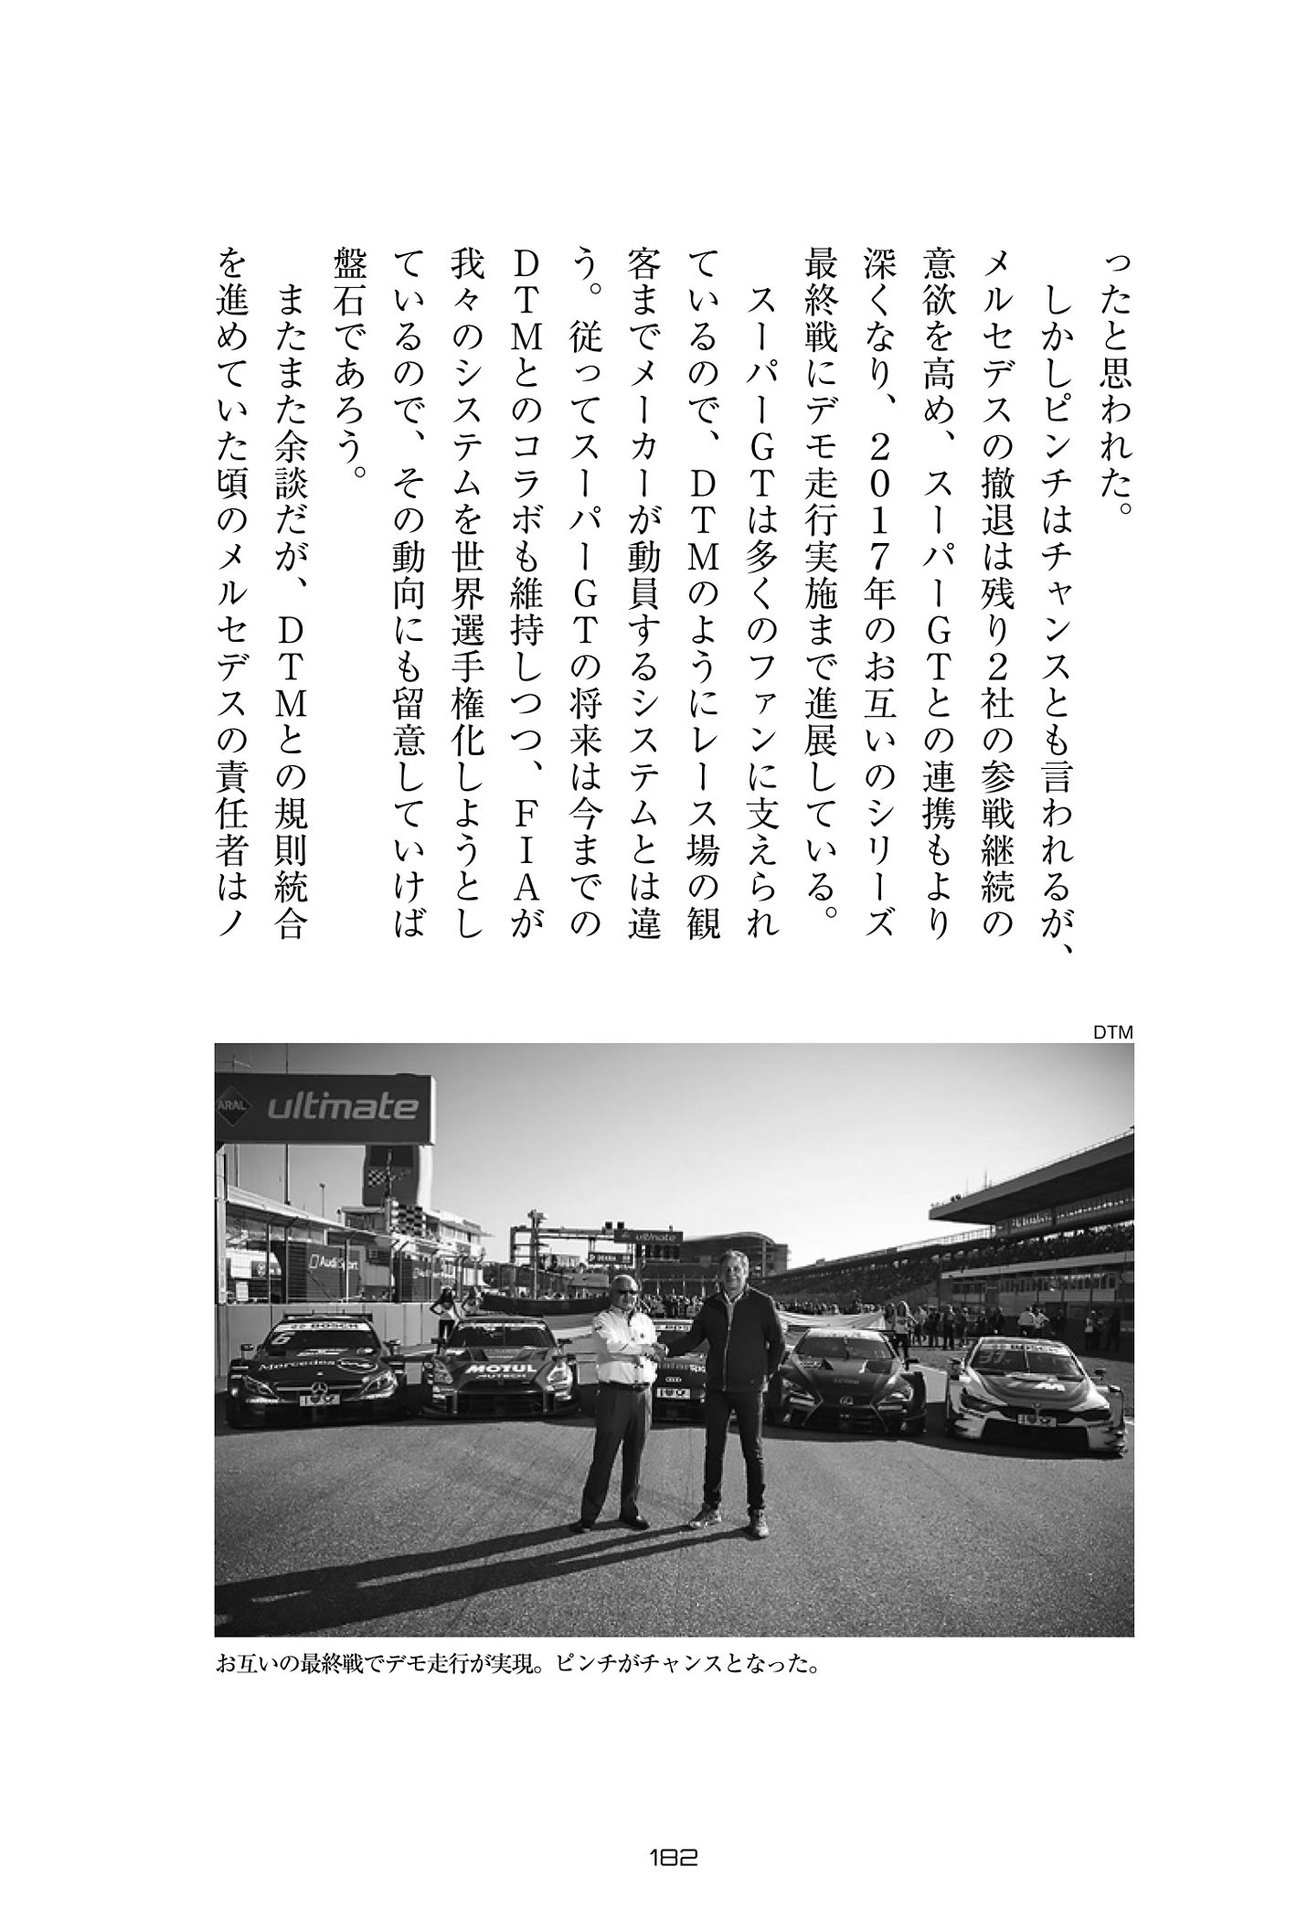 ったと思われた。
しかしピンチはチャンスとも言われるが、
メルセデスの撤退は残り2社の参戦継続の
意欲を高め、スーパーGTとの連携もより
深くなり、2017年のお互いのシリーズ
最終戦にデモ走行実施まで進展している。
スーパーGTは多くのファンに支えられ
ているので、DTMのようにレース場の観
客までメーカーが動員するシステムとは違
う。従ってスーパーGTの将来は今までの
DTMとのコラボも維持しつつ、FIAが
我々のシステムを世界選手権化しようとし
ているので、その動向にも留意していけば
盤石であろう。
またまた余談だが、DTMとの規則統合
を進めていた頃のメルセデスの責任者はノ
DTM
ARAL ultimate
ultimate
AudiSport
BOSCH
6
Mercedes
MOTUL
AUTECH
BOSCH
M
お互いの最終戦でデモ走行が実現。ピンチがチャンスとなった。
182